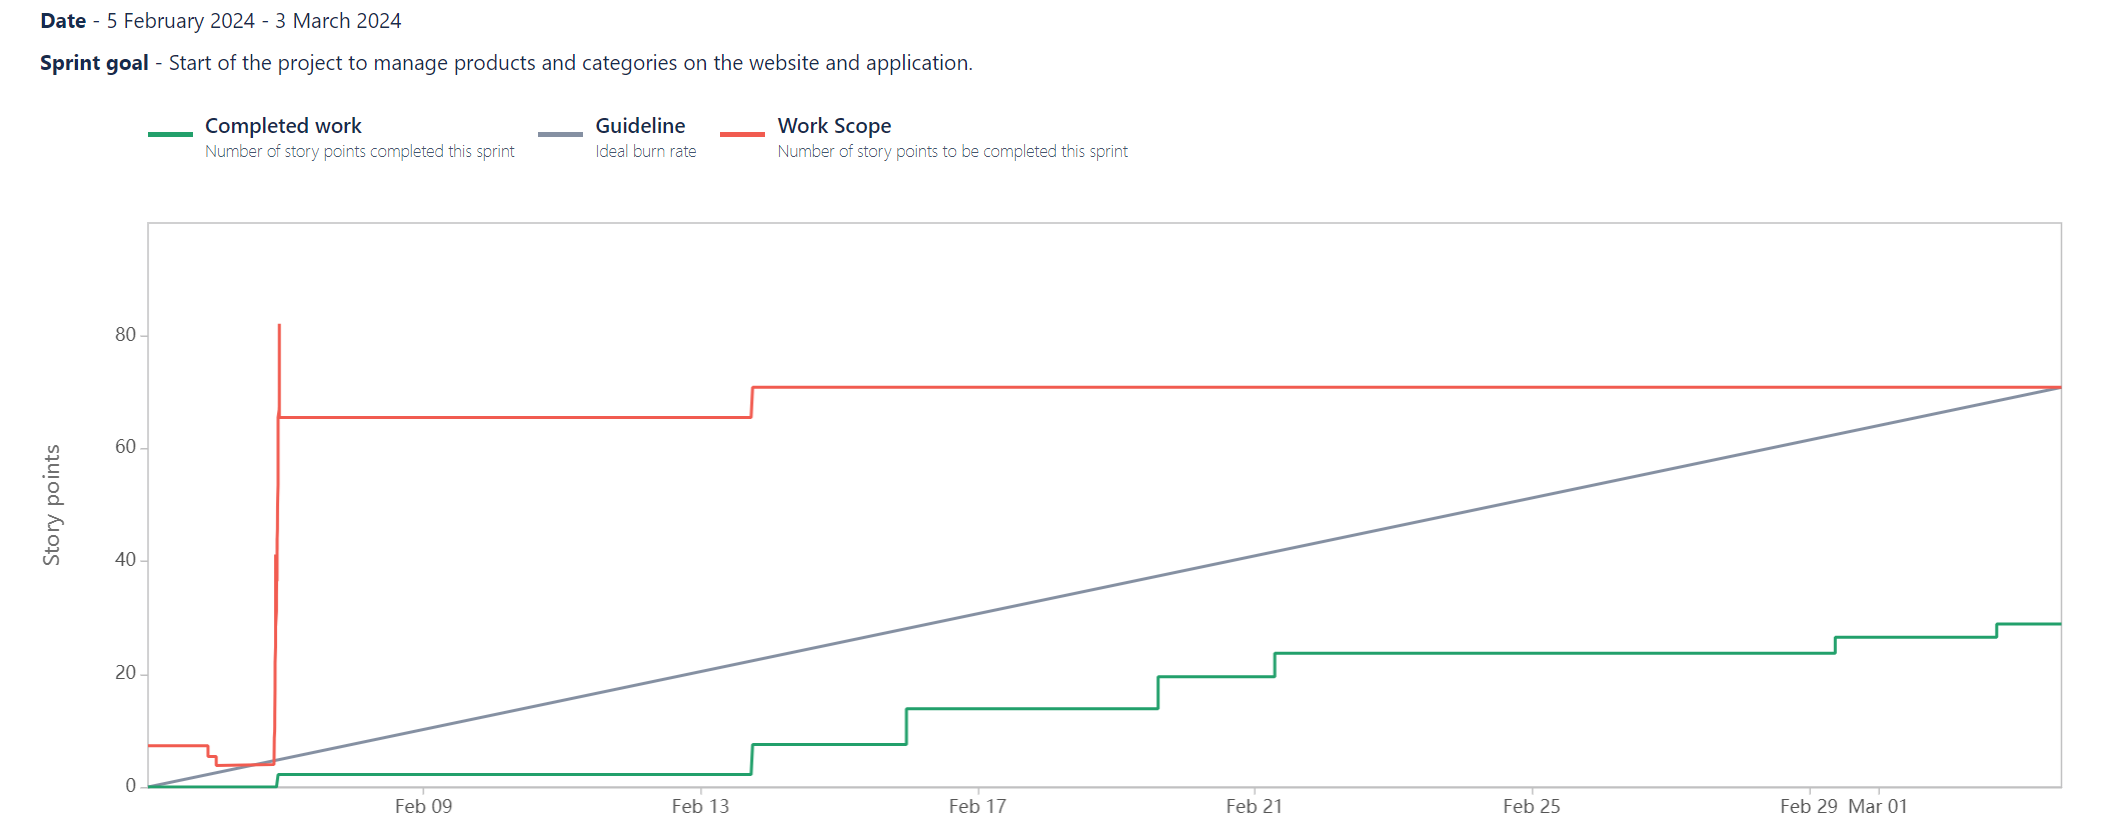 Date - 5 February 2024 - 3 March 2024
Sprint goal - Start of the project to manage products and categories on the website and application.
Completed work
Number of story points completed this sprint
Guideline
Ideal burn rate
Work Scope
Number of story points to be completed this sprint
Story points
80
60
40
20
0
Feb 09
Feb 13
Feb 17
Feb 21
Feb 25
Feb 29
Mar 01